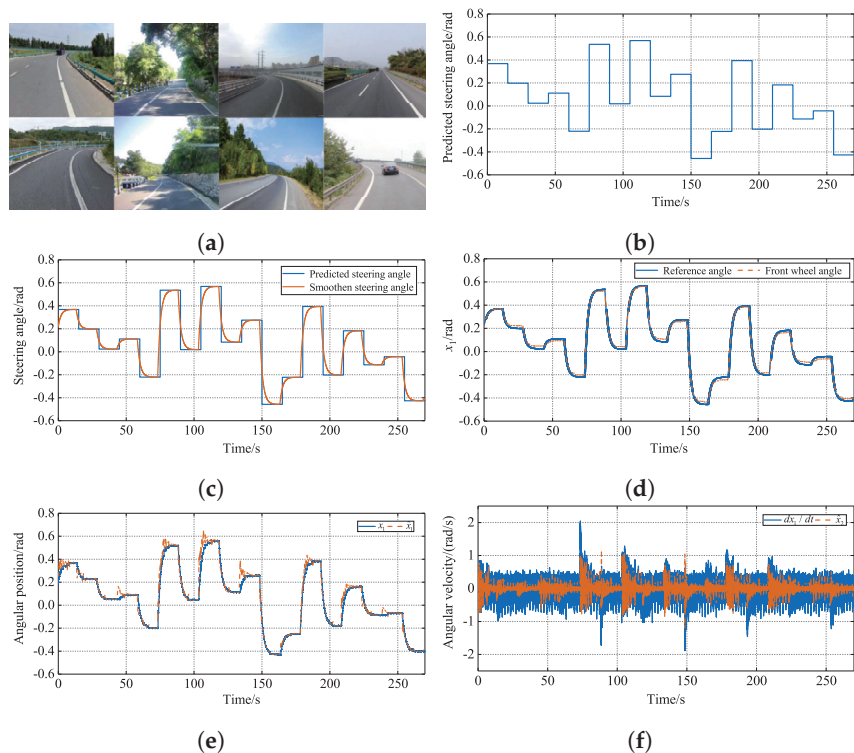 (a)
Predicted steering angle/rad
0.8
0.6
0.4
0.2
0.0
-0.2
-0.4
-0.6
0 50 100 150 200 250
Time/s
(b)
Steering angle/rad
0.8
0.6
0.4
0.2
0.0
-0.2
-0.4
-0.6
Predicted steering angle
Smoothen steering angle
0 50 100 150 200 250
Time/s
(c)
x₁/rad
0.8
0.6
0.4
0.2
0.0
-0.2
-0.4
-0.6
Reference angle Front wheel angle
0 50 100 150 200 250
Time/s
(d)
Angular position/rad
0.8
0.6
0.4
0.2
0.0
-0.2
-0.4
-0.6
0 50 100 150 200 250
Time/s
(e)
Angular velocity/(rad/s)
2
1
0
-1
-2
dx₁ / dt
0 50 100 150 200 250
Time/s
(f)